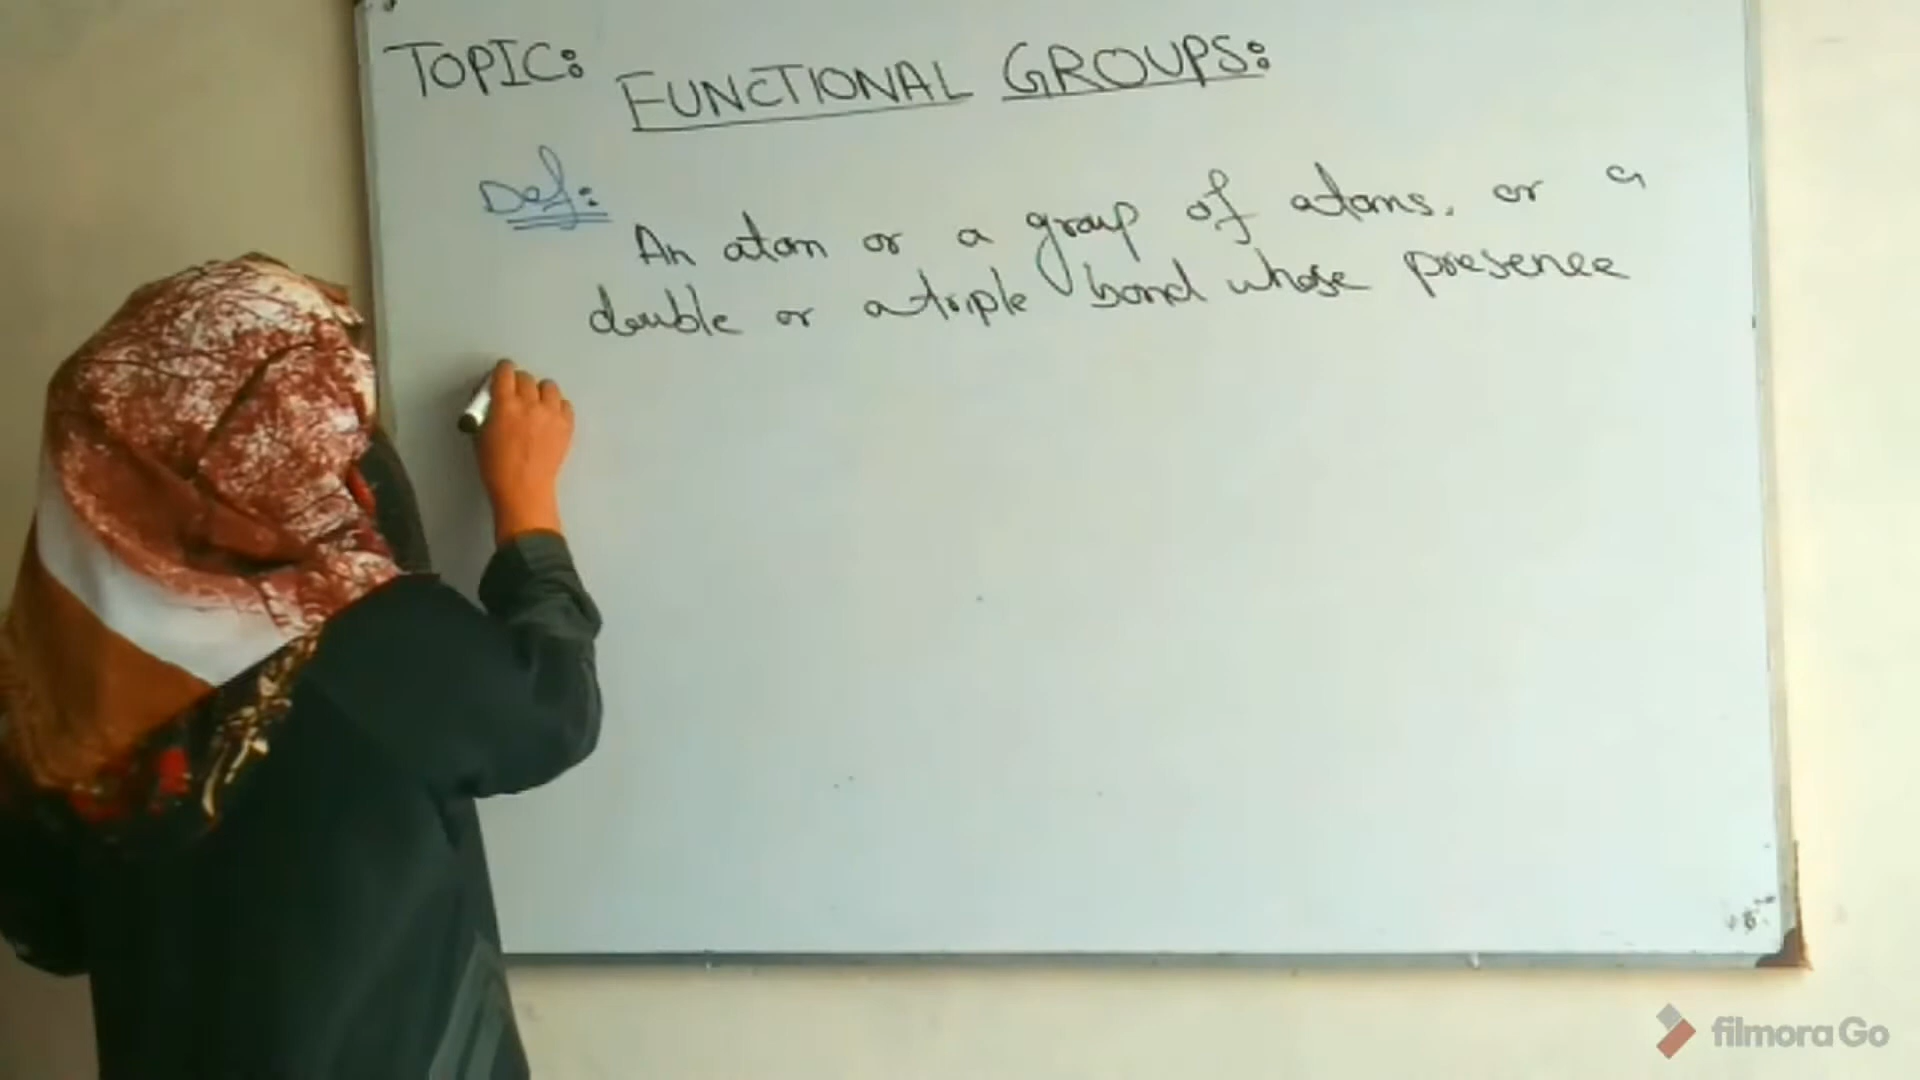 TOPIC: FUNCTIONAL GROUPS:
Def: An atom or a group of atoms. or a
double or a triple bond whose presence
filmora Go